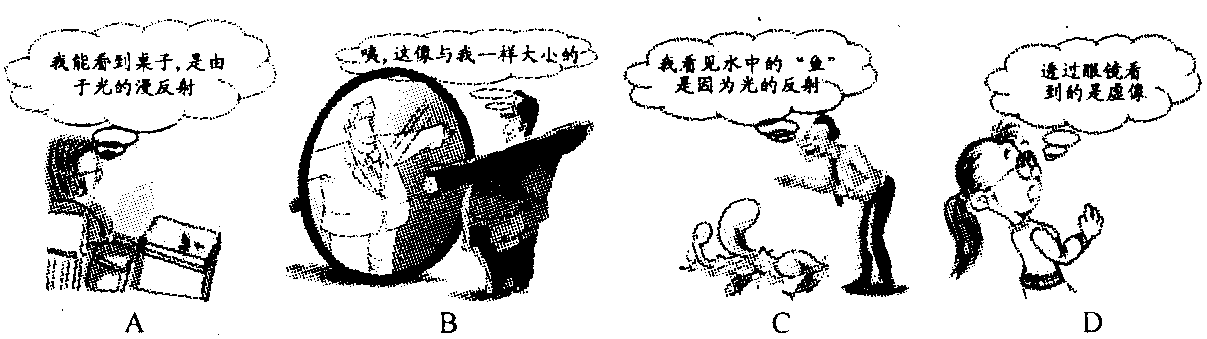 我能看到桌子,是由
于光的漫反射
咦,这像与我一样大小的
我看见水中的“鱼”
是因为光的反射
透过眼镜看
到的是虚像
A
B
C
D